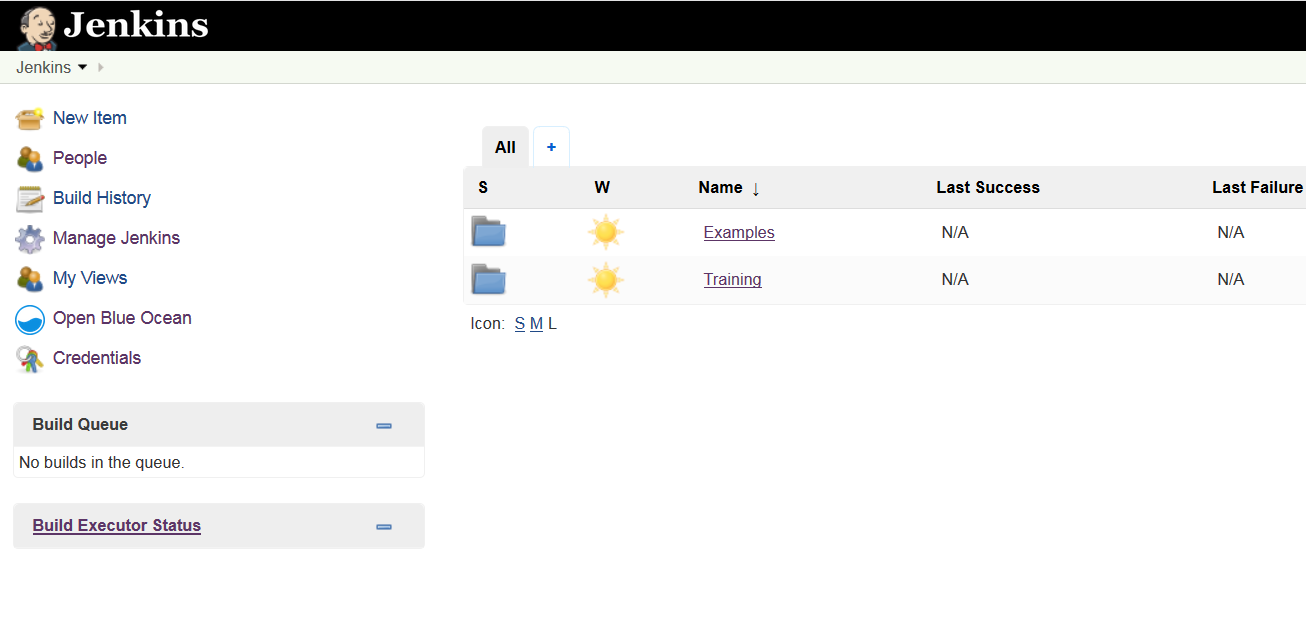 Jenkins
Jenkins
New Item
People
Build History
Manage Jenkins
My Views
Open Blue Ocean
Credentials
Build Queue
No builds in the queue.
Build Executor Status
All +
S W Name ↓ Last Success Last Failure
Examples N/A N/A
Training N/A N/A
Icon: S M L